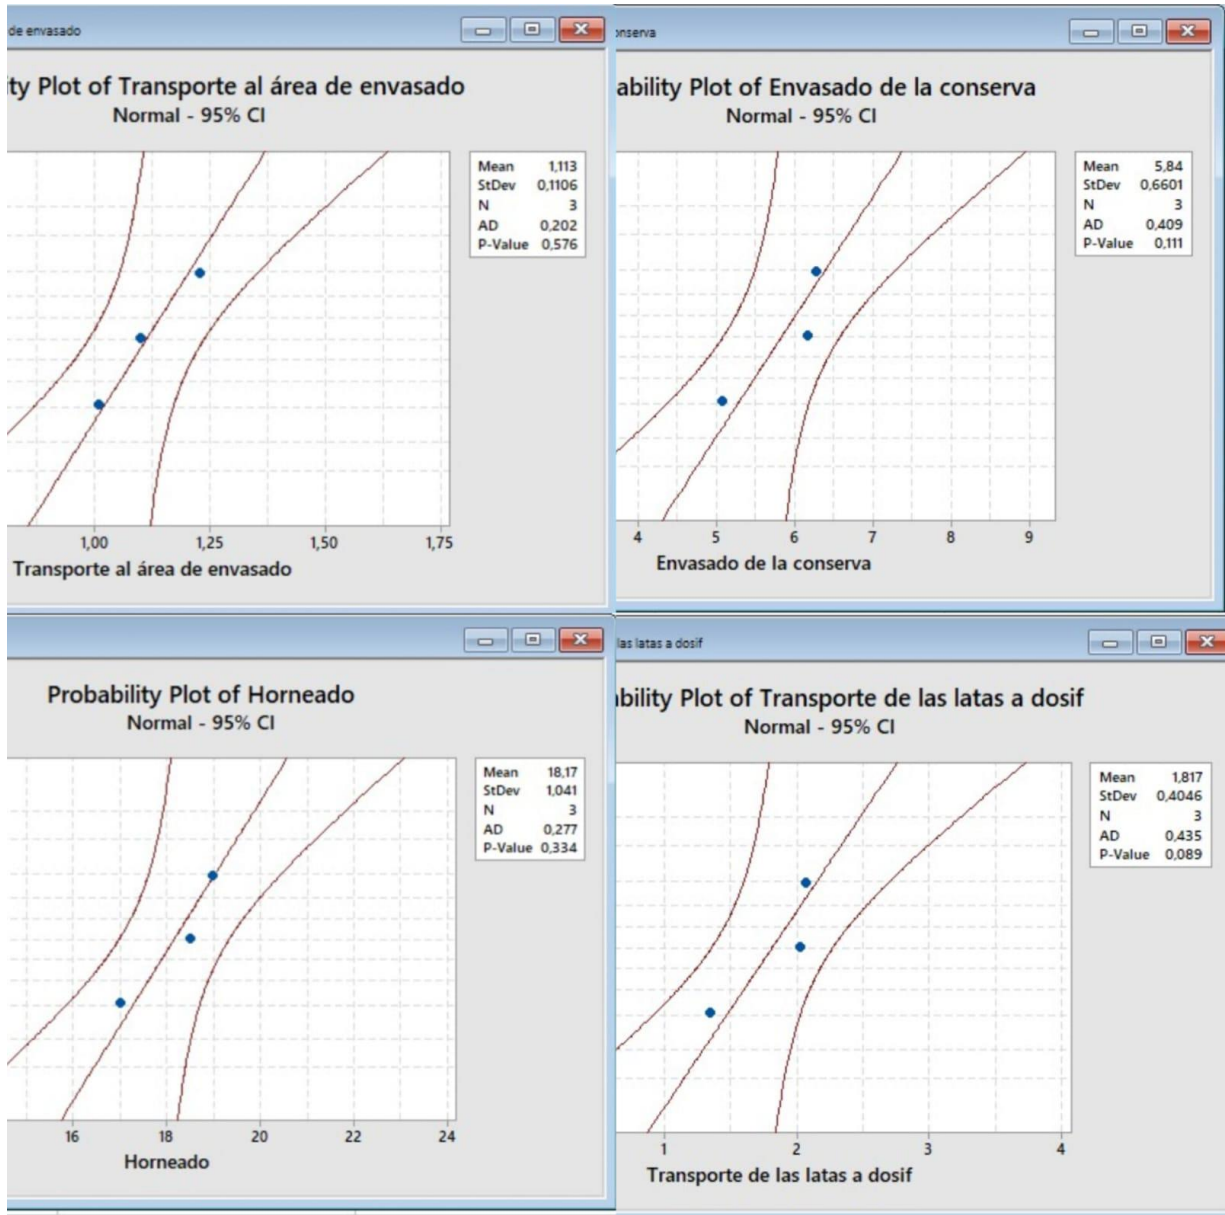 de envasado
ty Plot of Transporte al área de envasado
Normal - 95% CI
Mean 1,113
StDev 0,1106
N 3
AD 0,202
P-Value 0,576
1,00 1,25 1,50 1,75
Transporte al área de envasado
onserva
ability Plot of Envasado de la conserva
Normal - 95% CI
Mean 5,84
StDev 0,6601
N 3
AD 0,409
P-Value 0,111
4 5 6 7 8 9
Envasado de la conserva
Probability Plot of Horneado
Normal - 95% CI
Mean 18,17
StDev 1,041
N 3
AD 0,277
P-Value 0,334
16 18 20 22 24
Horneado
las latas a dosif
bility Plot of Transporte de las latas a dosif
Normal - 95% CI
Mean 1,817
StDev 0,4046
N 3
AD 0,435
P-Value 0,089
1 2 3 4
Transporte de las latas a dosif